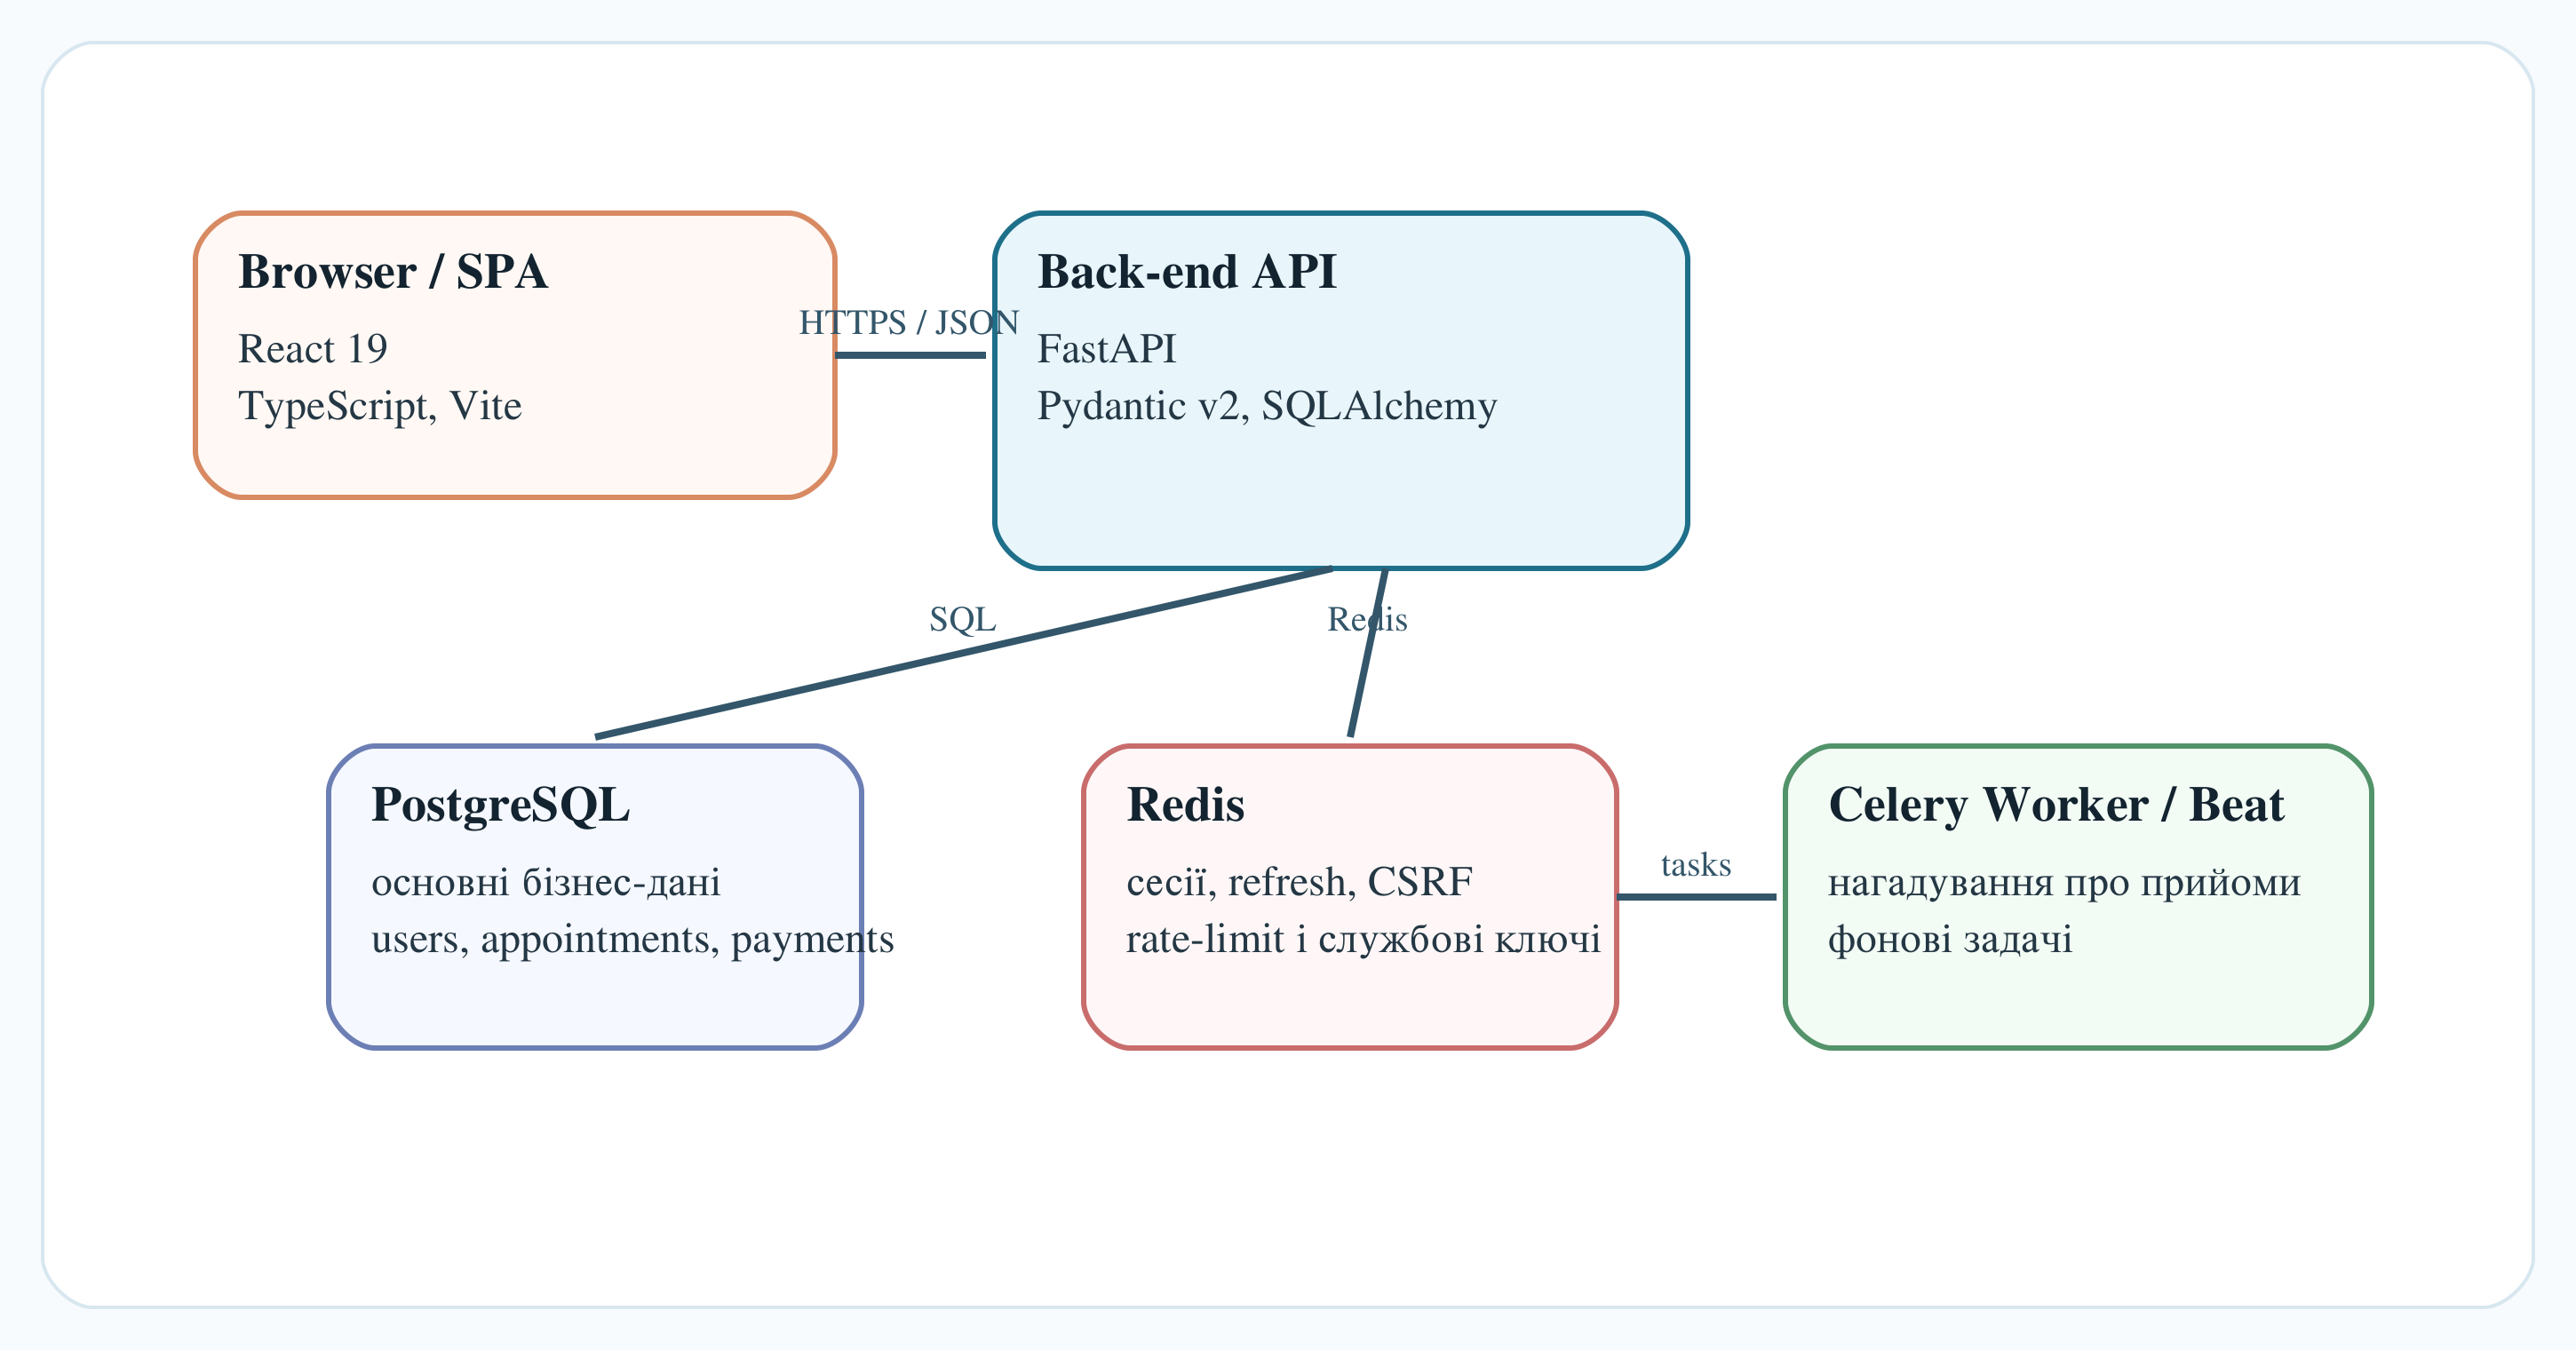 Browser / SPA
React 19
TypeScript, Vite
HTTPS / JSON
Back-end API
FastAPI
Pydantic v2, SQLAlchemy
SQL
Redis
PostgreSQL
основні бізнес-дані
users, appointments, payments
Redis
сесії, refresh, CSRF
rate-limit і службові ключі
tasks
Celery Worker / Beat
нагадування про прийоми
фонові задачі